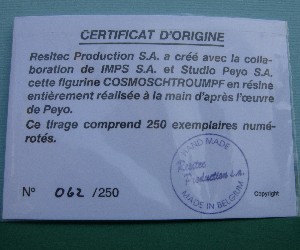 CERTIFICAT D'ORIGINE
Resitec Production S.A. a créé avec la colla-
boration de IMPS S.A. et Studio Peyo S.A.
cette figurine COSMOSCHTROUMPF en résine
entièrement réalisée à la main d'après l'œuvre
de Peyo.
Ce tirage comprend 250 exemplaires numé-
rotés.
N° 062 /250
HAND MADE
Resitec
Production s.a.
MADE IN BELGIUM
Copyright